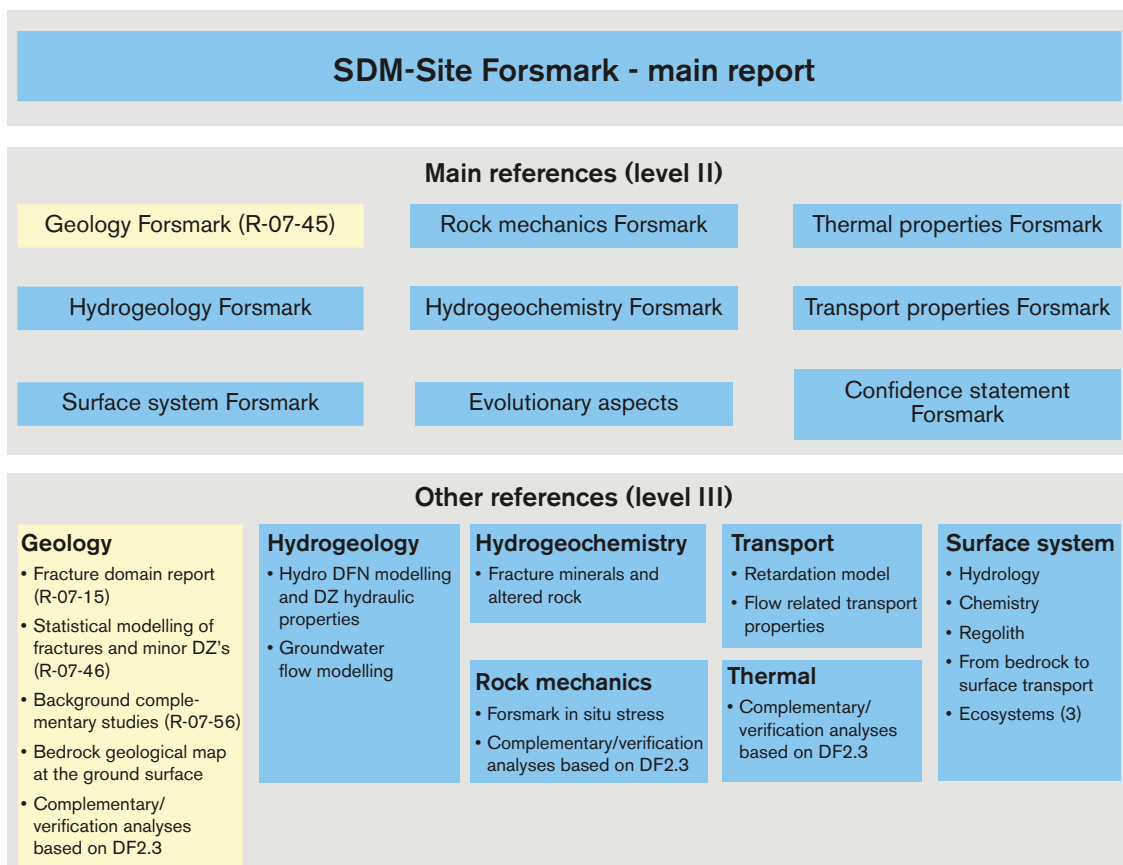 SDM-Site Forsmark - main report
Main references (level II)
Geology Forsmark (R-07-45)
Rock mechanics Forsmark
Thermal properties Forsmark
Hydrogeology Forsmark
Hydrogeochemistry Forsmark
Transport properties Forsmark
Surface system Forsmark
Evolutionary aspects
Confidence statement
Forsmark
Other references (level III)
Geology
• Fracture domain report
(R-07-15)
• Statistical modelling of
fractures and minor DZ's
(R-07-46)
• Background comple-
mentary studies (R-07-56)
• Bedrock geological map
at the ground surface
• Complementary/
verification analyses
based on DF2.3
Hydrogeology
• Hydro DFN modelling
and DZ hydraulic
properties
• Groundwater
flow modelling
Hydrogeochemistry
• Fracture minerals and
altered rock
Rock mechanics
• Forsmark in situ stress
• Complementary/verification
analyses based on DF2.3
Transport
• Retardation model
• Flow related transport
properties
Thermal
• Complementary/
verification analyses
based on DF2.3
Surface system
• Hydrology
• Chemistry
• Regolith
• From bedrock to
surface transport
• Ecosystems (3)